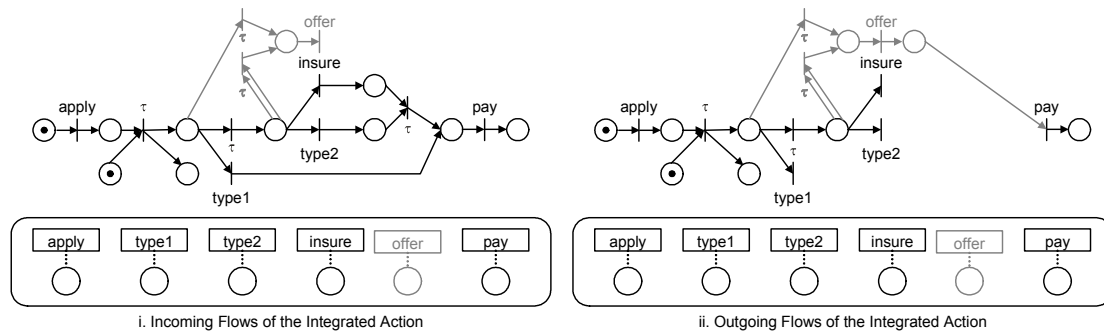 offer
τ
insure
τ
apply
τ
pay
τ
τ
type2
type1
apply type1 type2 insure offer pay
i. Incoming Flows of the Integrated Action
offer
τ
insure
τ
apply
τ
pay
τ
type2
type1
apply type1 type2 insure offer pay
ii. Outgoing Flows of the Integrated Action